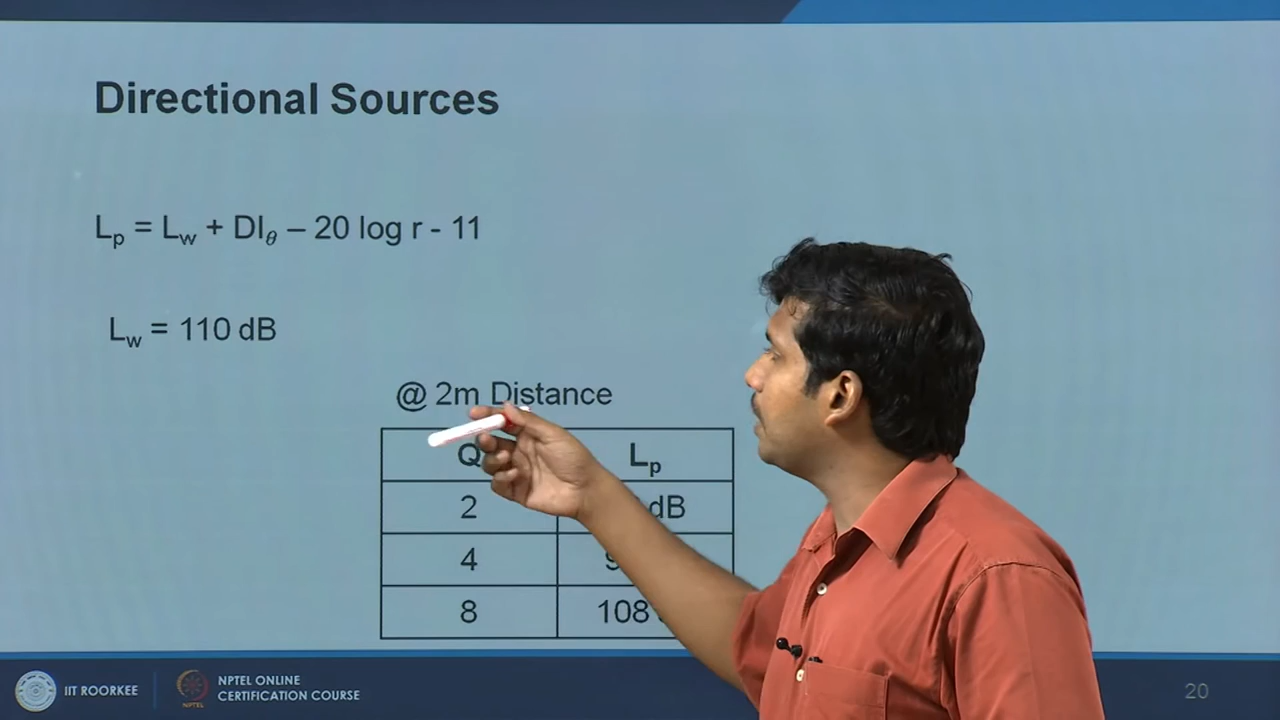 Directional Sources
Lp = Lw + DIθ – 20 log r - 11
Lw = 110 dB
@ 2m Distance
Q Lp
2 dB
4
8 108
IIT ROORKEE
NPTEL
NPTEL ONLINE
CERTIFICATION COURSE
20